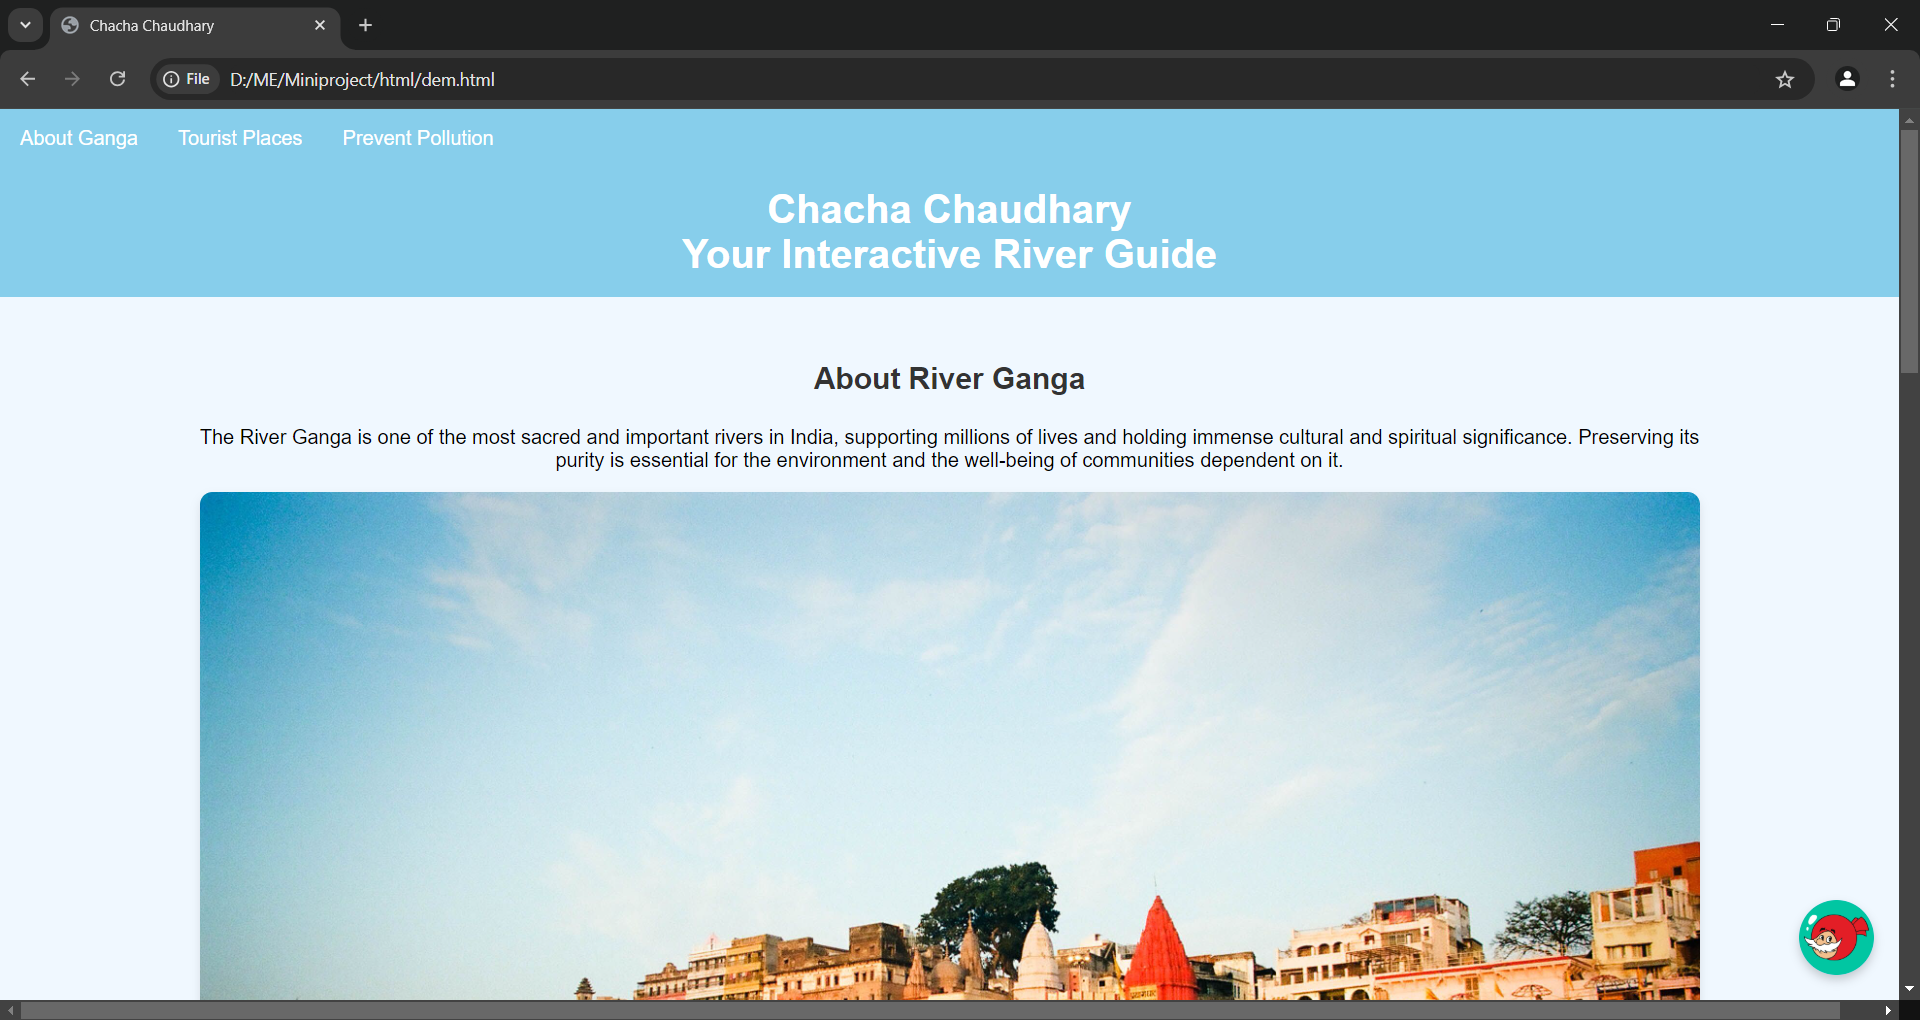 Chacha Chaudhary
File D:/ME/Miniproject/html/dem.html
About Ganga Tourist Places Prevent Pollution
Chacha Chaudhary
Your Interactive River Guide
About River Ganga
The River Ganga is one of the most sacred and important rivers in India, supporting millions of lives and holding immense cultural and spiritual significance. Preserving its
purity is essential for the environment and the well-being of communities dependent on it.